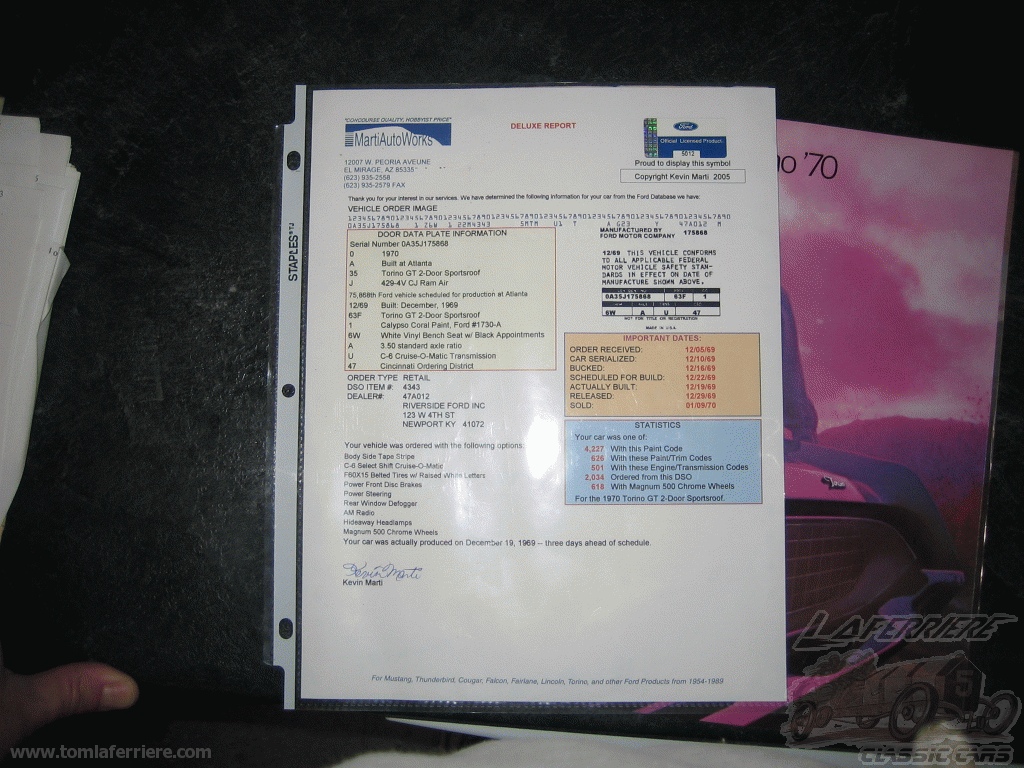 "CONCOURSE QUALITY, HOBBYIST PRICE"
MartiAutoWorks
12007 W. PEORIA AVEUNE
EL MIRAGE, AZ 85335
(623) 935-2558
(623) 935-2579 FAX
DELUXE REPORT
Ford
Official Licensed Product
5013
Proud to display this symbol
Copyright Kevin Marti 2005
Thank you for your interest in our services. We have determined the following information for your car from the Ford Database we have:
VEHICLE ORDER IMAGE
0A35J175868
DOOR DATA PLATE INFORMATION
Serial Number 0A35J175868
0 1970
A Built at Atlanta
35 Torino GT 2-Door Sportsroof
J 429-4V CJ Ram Air
75,868th Ford vehicle scheduled for production at Atlanta
12/69 Built: December, 1969
63F Torino GT 2-Door Sportsroof
1 Calypso Coral Paint, Ford #1730-A
6W White Vinyl Bench Seat w/ Black Appointments
A 3.50 standard axle ratio
U C-6 Cruise-O-Matic Transmission
47 Cincinnati Ordering District
MANUFACTURED BY
FORD MOTOR COMPANY 175868
12/69 THIS VEHICLE CONFORMS
TO ALL APPLICABLE FEDERAL
MOTOR VEHICLE SAFETY STAN-
DARDS IN EFFECT ON DATE OF
MANUFACTURE SHOWN ABOVE.
0A35J175868 63F 1
6W A U 47
NOT FOR TITLE OR REGISTRATION
MADE IN U.S.A.
IMPORTANT DATES:
ORDER RECEIVED: 12/05/69
CAR SERIALIZED: 12/10/69
BUCKED: 12/16/69
SCHEDULED FOR BUILD: 12/22/69
ACTUALLY BUILT: 12/19/69
RELEASED: 12/29/69
SOLD: 01/09/70
ORDER TYPE RETAIL
DSO ITEM #: 4343
DEALER#: 47A012
RIVERSIDE FORD INC
123 W 4TH ST
NEWPORT KY 41072
STATISTICS
Your car was one of:
4,227 With this Paint Code
626 With these Paint/Trim Codes
501 With these Engine/Transmission Codes
2,034 Ordered from this DSO
618 With Magnum 500 Chrome Wheels
For the 1970 Torino GT 2-Door Sportsroof.
Your vehicle was ordered with the following options:
Body Side Tape Stripe
C-6 Select Shift Cruise-O-Matic
F60X15 Belted Tires w/ Raised White Letters
Power Front Disc Brakes
Power Steering
Rear Window Defogger
AM Radio
Hideaway Headlamps
Magnum 500 Chrome Wheels
Your car was actually produced on December 19, 1969 -- three days ahead of schedule.
Kevin Marti
Kevin Marti
For Mustang, Thunderbird, Cougar, Falcon, Fairlane, Lincoln, Torino, and other Ford Products from 1954-1989
STAPLES
no '70
LAFERRIERE
5
CLASSIC CARS
www.tomlaferriere.com